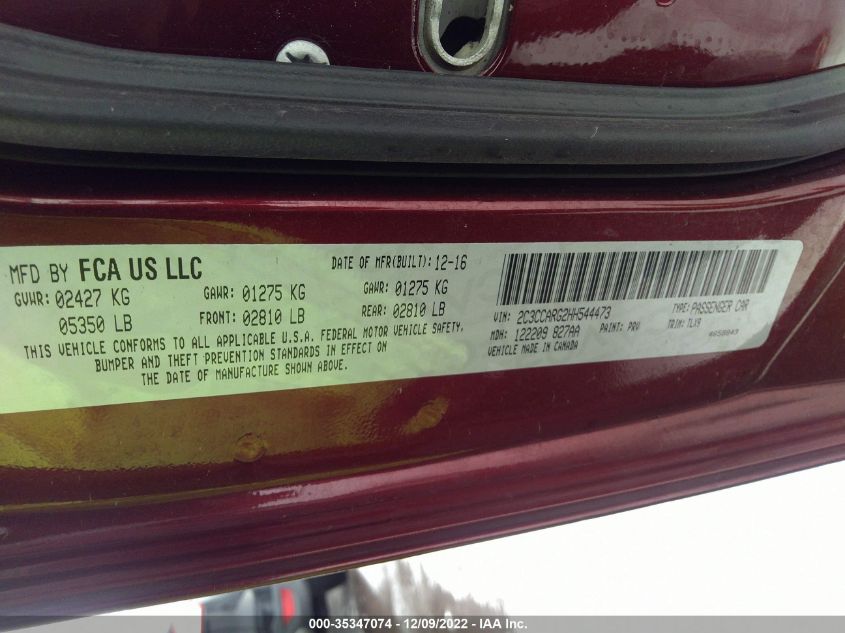 MFD BY FCA US LLC
DATE OF MFR(BUILT): 12-16
GVWR: 02427 KG
GAWR: 01275 KG
GAWR: 01275 KG
05350 LB
FRONT: 02810 LB
REAR: 02810 LB
THIS VEHICLE CONFORMS TO ALL APPLICABLE U.S.A. FEDERAL MOTOR VEHICLE SAFETY,
BUMPER AND THEFT PREVENTION STANDARDS IN EFFECT ON
THE DATE OF MANUFACTURE SHOWN ABOVE.
VIN: 2C3CCARG2HH544473
TYPE: PASSENGER CAR
MDH: 122209 827AA
PAINT: PRV
TRIM: TLX9
VEHICLE MADE IN CANADA
4658043
000-35347074 - 12/09/2022 - IAA Inc.